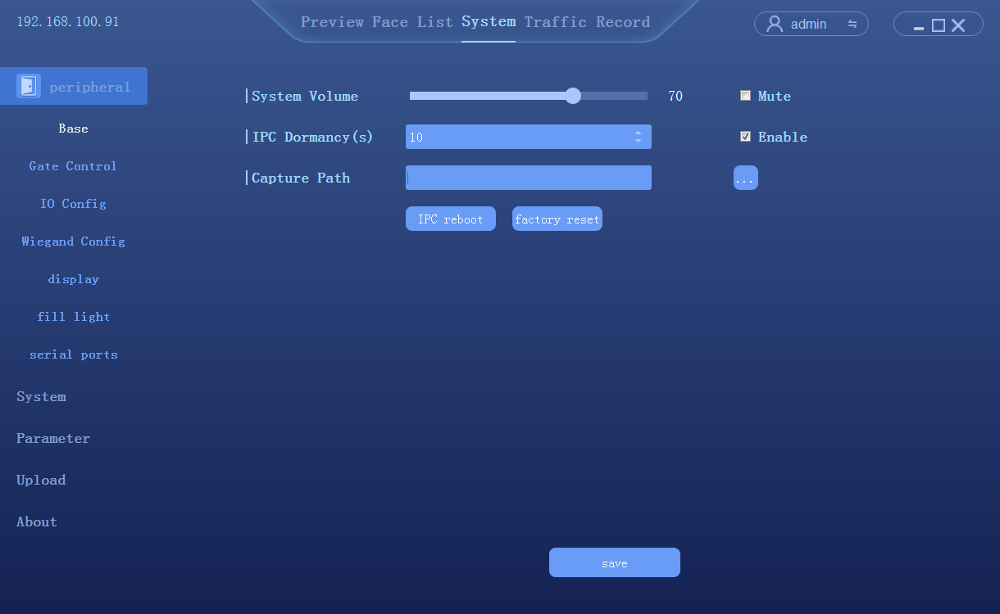 192.168.100.91
Preview Face List System Traffic Record
admin
peripheral
Base
Gate Control
IO Config
Wiegand Config
display
fill light
serial ports
System
Parameter
Upload
About
System Volume 70 Mute
IPC Dormancy(s) 10 Enable
Capture Path ...
IPC reboot factory reset
save